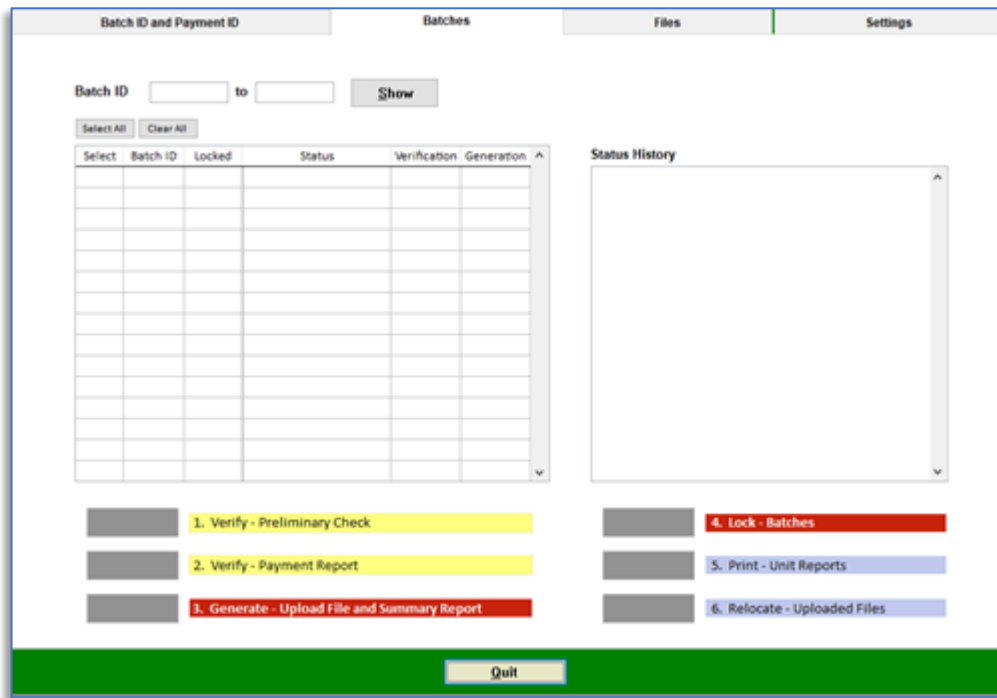 Batch ID and Payment ID Batches Files Settings
Batch ID to Show
Select All Clear All
Select Batch ID Locked Status Verification Generation
Status History
1. Verify - Preliminary Check
2. Verify - Payment Report
3. Generate - Upload File and Summary Report
4. Lock - Batches
5. Print - Unit Reports
6. Relocate - Uploaded Files
Quit